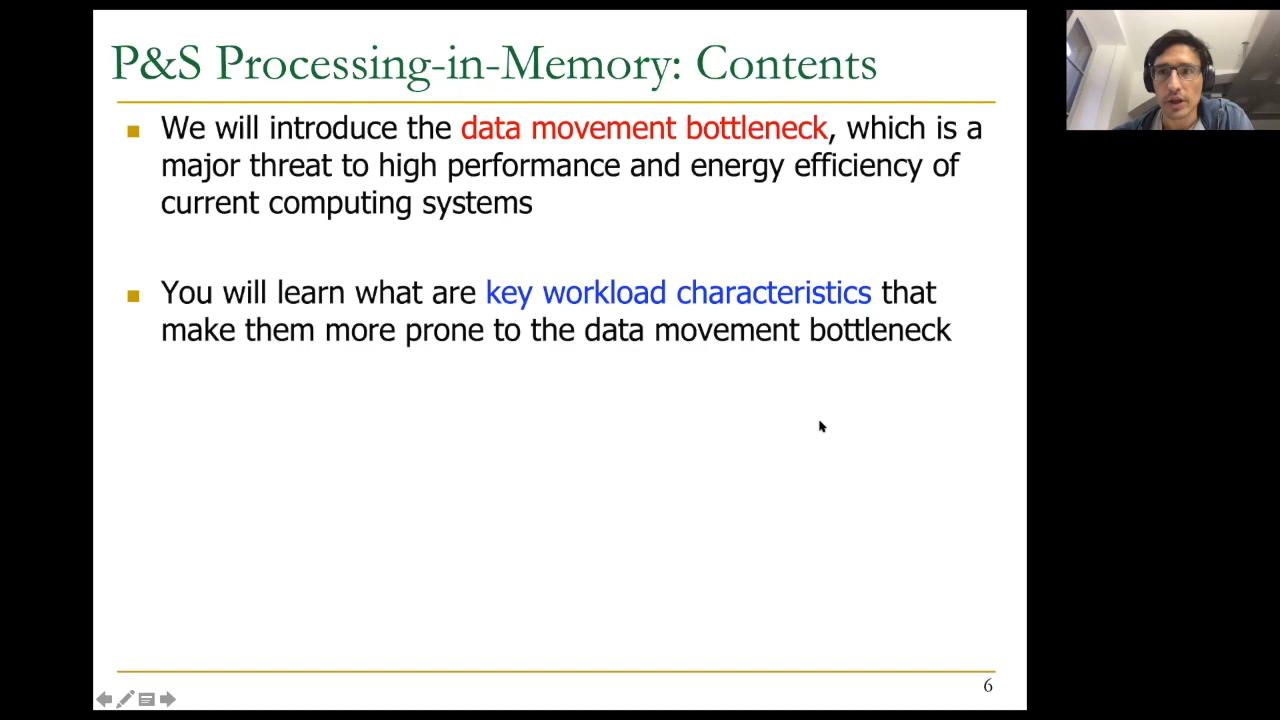 P&S Processing-in-Memory: Contents
We will introduce the data movement bottleneck, which is a
major threat to high performance and energy efficiency of
current computing systems
You will learn what are key workload characteristics that
make them more prone to the data movement bottleneck
6